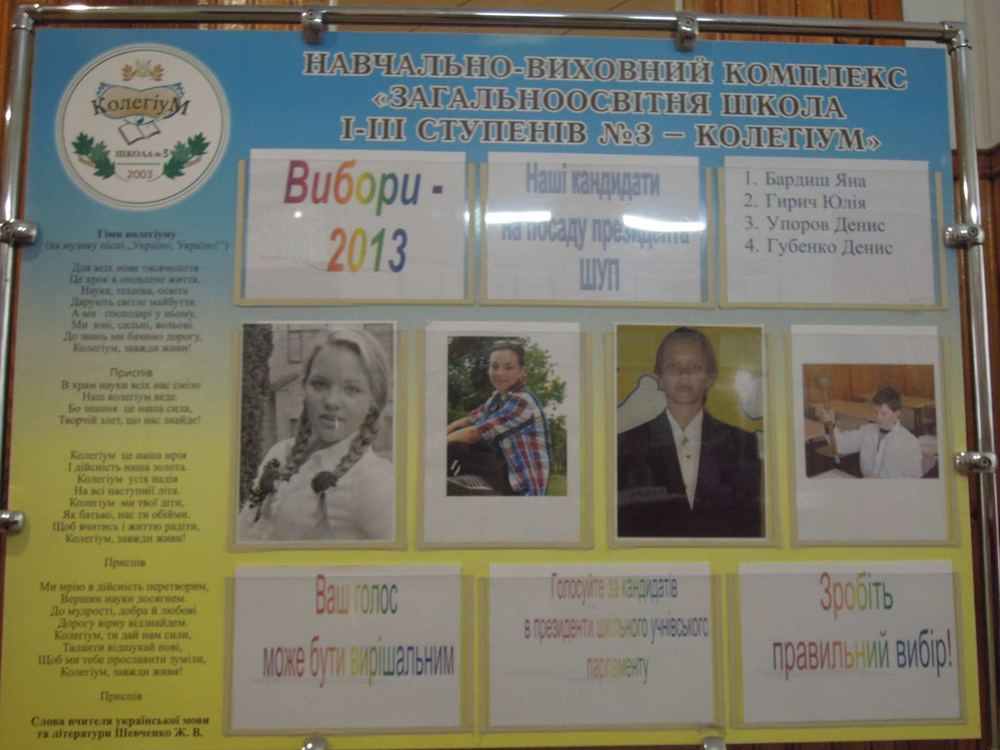 НАВЧАЛЬНО-ВИХОВНИЙ КОМПЛЕКС
«ЗАГАЛЬНООСВІТНЯ ШКОЛА
І-ІІІ СТУПЕНІВ №3 – КОЛЕГІУМ»
КолегіуМ
ШКОЛА №3
2003
Вибори -
2013
Наші кандидати
на посаду президента
ШУП
1. Бардиш Яна
2. Гирич Юлія
3. Упоров Денис
4. Губенко Денис
Гімн колегіуму
(на музику пісні „Україно, Україно!")
Для всіх нове тисячоліття
Це крок в оновлене життя.
Наука, техніка, освіта
Дарують світле майбуття.
А ми господарі у ньому,
Ми юні, сильні, вольові.
До знань ми бачимо дорогу,
Колегіум, завжди живи!
Приспів
В храм науки всіх нас сміло
Наш колегіум веде.
Бо знання це наша сила,
Творчій злет, що нас знайде!
Колегіум це наша мрія
І дійсність наша золота.
Колегіум усіх надія
На всі наступнії літа.
Колегіум ми твої діти,
Як батько, нас ти обійми.
Щоб вчитись і життю радіти,
Колегіум, завжди живи!
Приспів
Ми мрію в дійсність перетворим,
Вершин науки досягнем.
До мудрості, добра й любові
Дорогу вірну віднайдем.
Колегіум, ти дай нам сили,
Таланти відшукай нові,
Щоб ми тебе прославити зуміли,
Колегіум, завжди живи!
Приспів
Слова вчителя української мови
та літератури Шевченко Ж. В.
Ваш голос
може бути вирішальним
Голосуйте за кандидатів
в президенти шкільного учнівського
парламенту
Зробіть
правильний вибір!